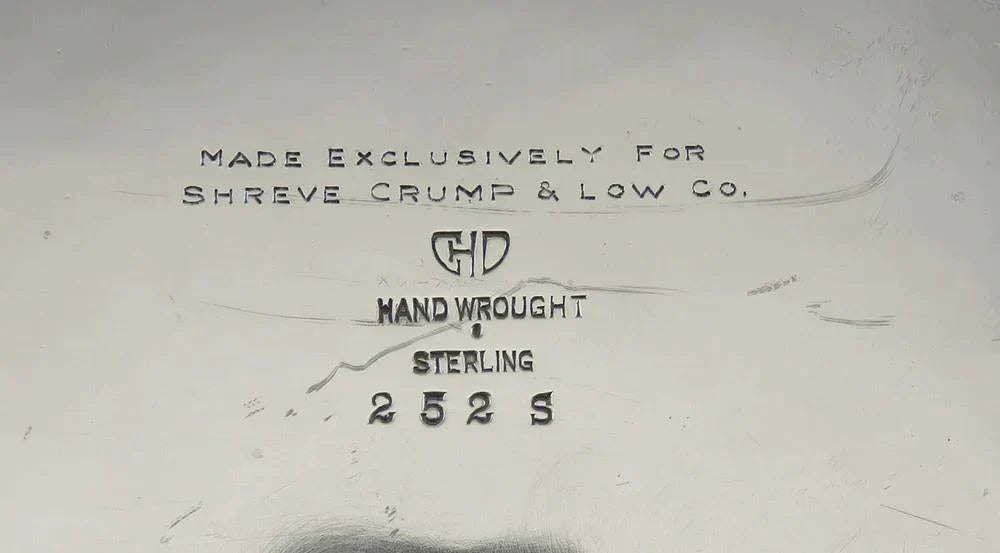 MADE EXCLUSIVELY FOR
SHREVE CRUMP & LOW CO.
GHD
HAND WROUGHT
STERLING
252 S